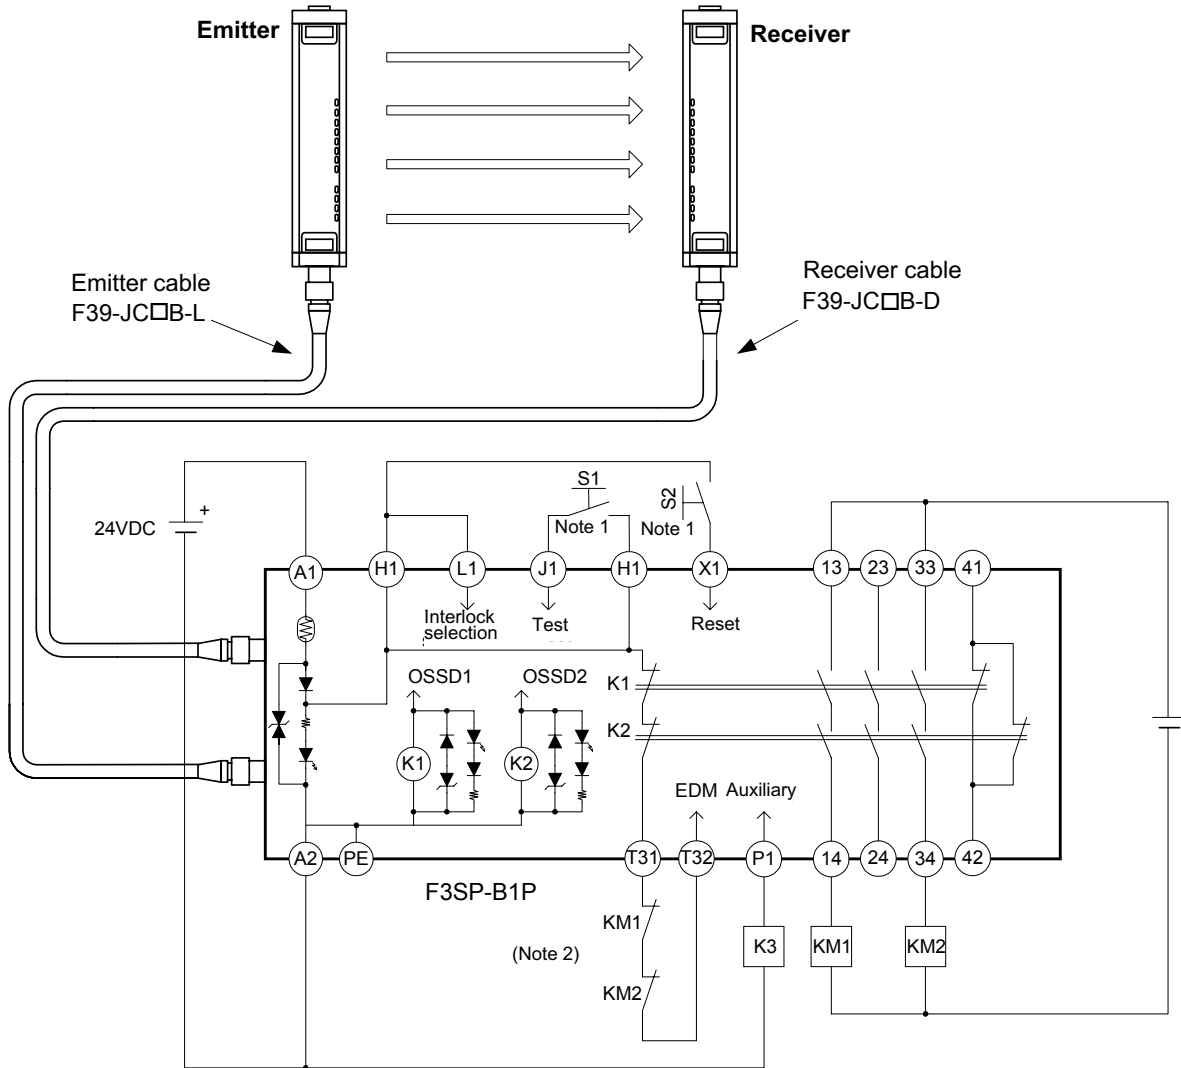 Emitter
Receiver
Emitter cable
F39-JC□B-L
Receiver cable
F39-JC□B-D
24VDC
+
S1
Note 1
S2
Note 1
A1
H1
L1
J1
H1
X1
13
23
33
41
Interlock
selection
Test
Reset
OSSD1
OSSD2
K1
K2
K1
K2
EDM
Auxiliary
A2
PE
T31
T32
P1
14
24
34
42
F3SP-B1P
(Note 2)
KM1
KM2
K3
KM1
KM2